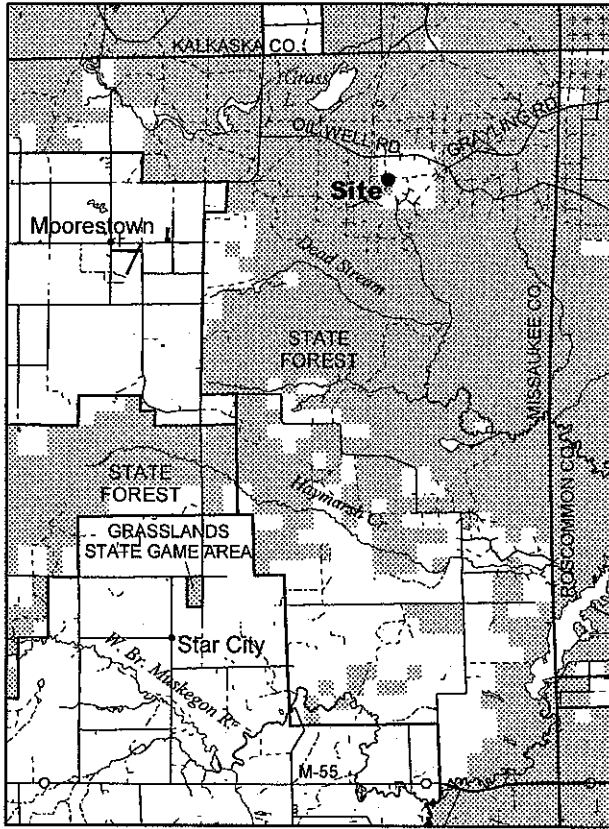 KALKASKA CO.
Grass
L.
OIL WELL RD
GRAYLING RD
Site
Moorestown
Dead Stream
STATE
FOREST
MISSAUKEE CO.
STATE
FOREST
Haymarsh Cr.
ROSCOMMON CO.
GRASSLANDS
STATE GAME AREA
Star City
W. Br. Muskegon Rr
M-55